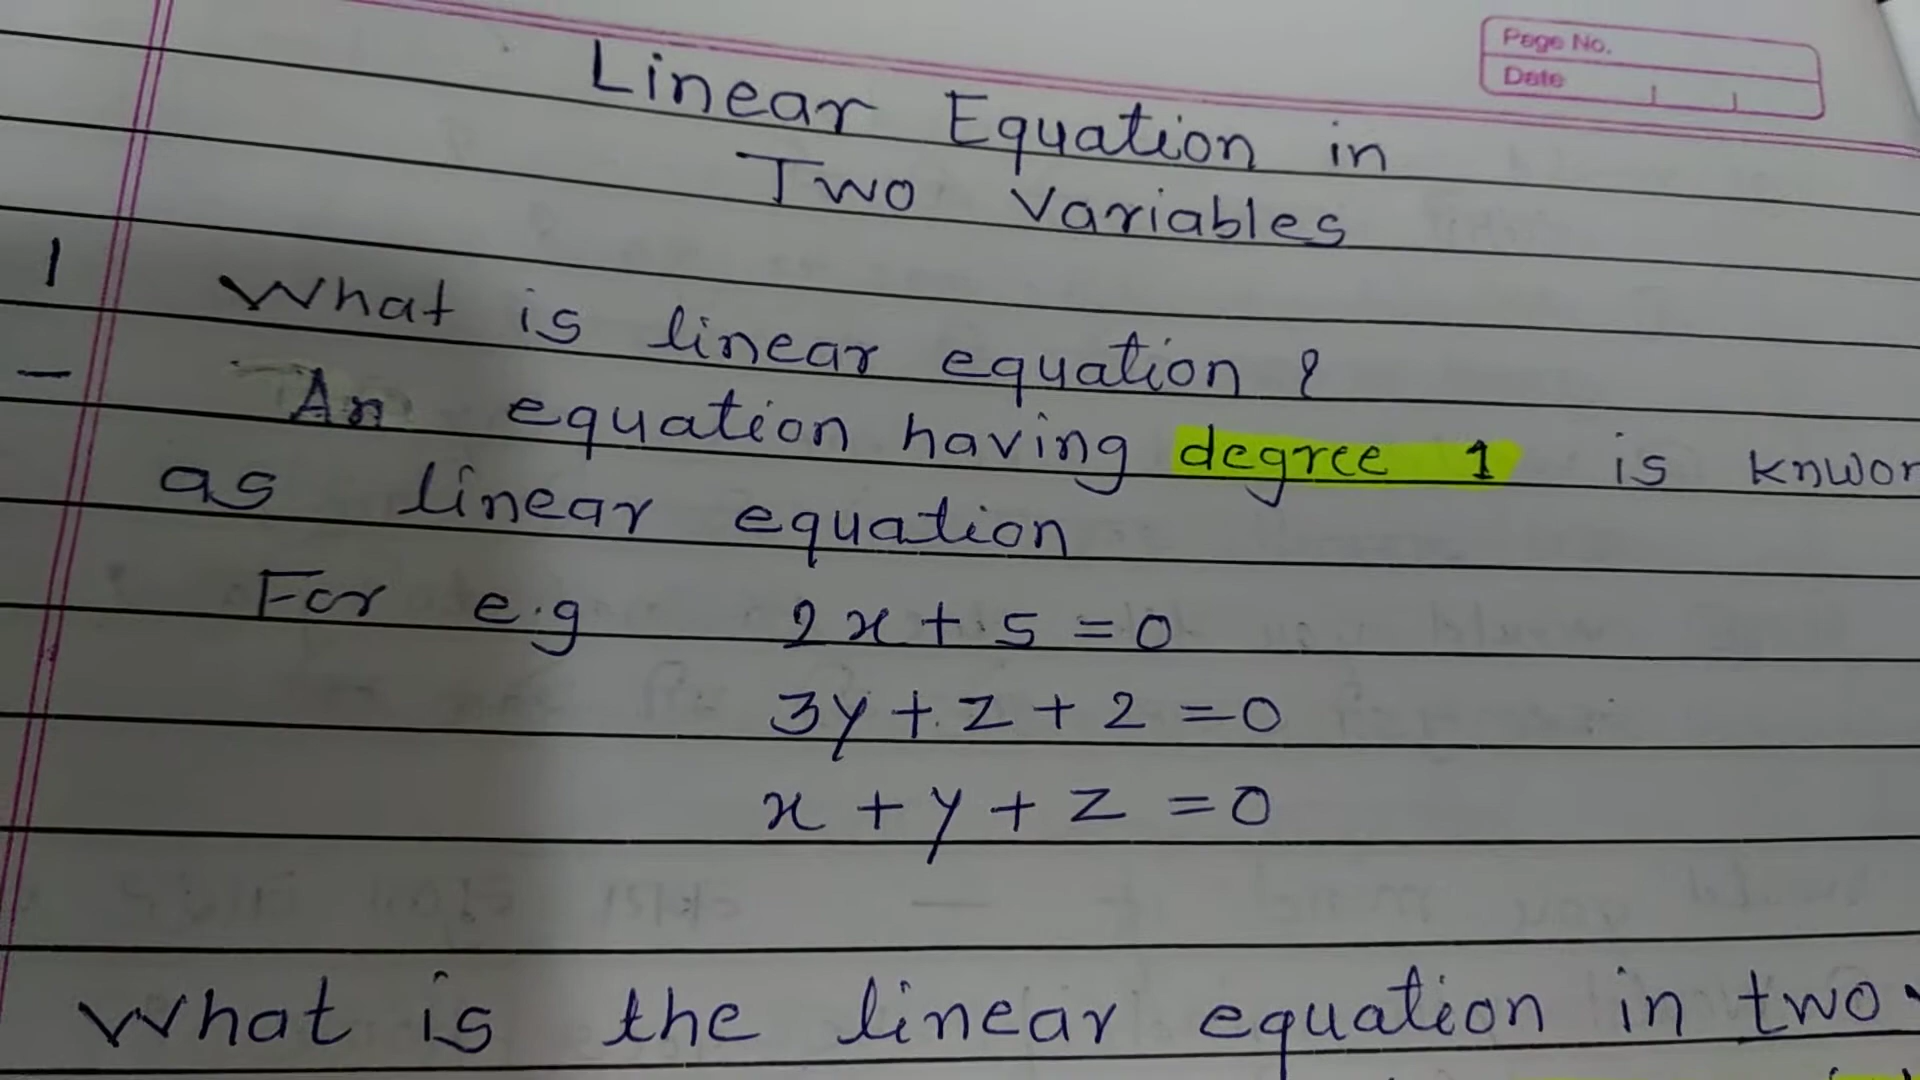 Page No.
Date
Linear Equation in
Two Variables
1 What is linear equation ?
- An equation having degree 1 is knwon
as linear equation
For e.g 2x + 5 = 0
3y + z + 2 = 0
x + y + z = 0
What is the linear equation in two